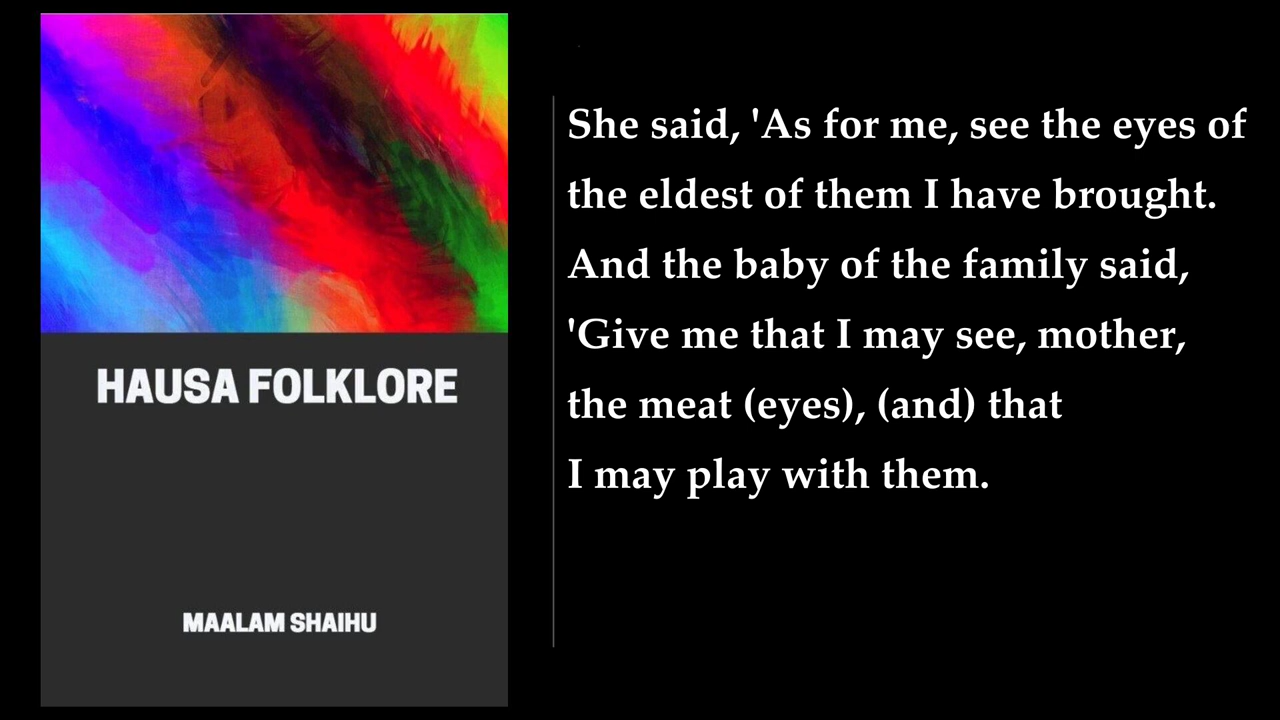 HAUSA FOLKLORE
MAALAM SHAIHU
She said, 'As for me, see the eyes of
the eldest of them I have brought.
And the baby of the family said,
'Give me that I may see, mother,
the meat (eyes), (and) that
I may play with them.